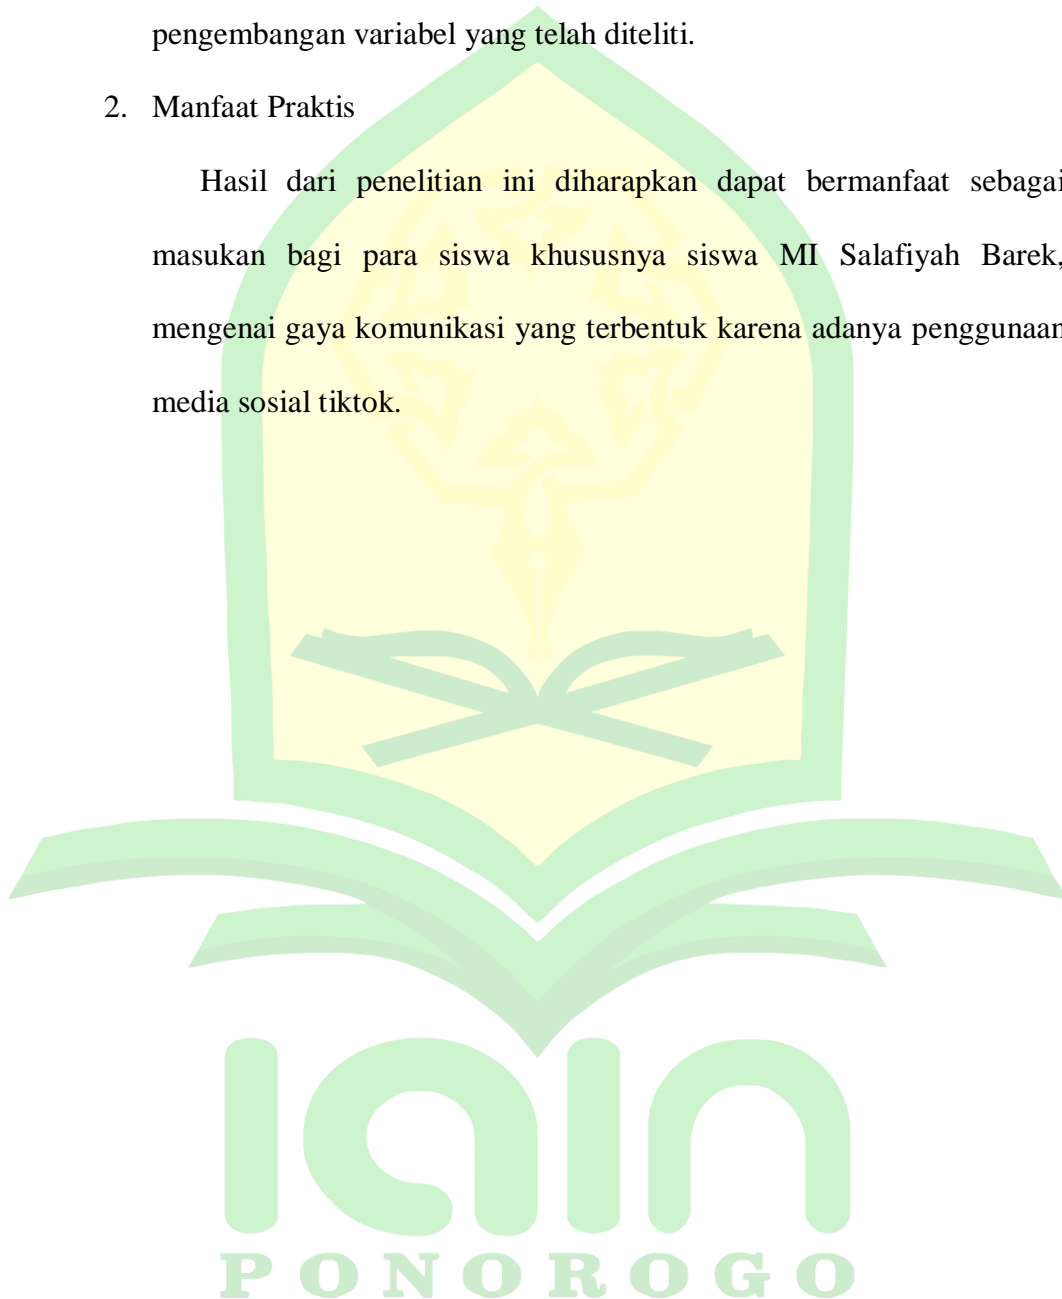 pengembangan variabel yang telah diteliti.
2. Manfaat Praktis
Hasil dari penelitian ini diharapkan dapat bermanfaat sebagai
masukan bagi para siswa khususnya siswa MI Salafiyah Barek,
mengenai gaya komunikasi yang terbentuk karena adanya penggunaan
media sosial tiktok.
iain
PONOROGO